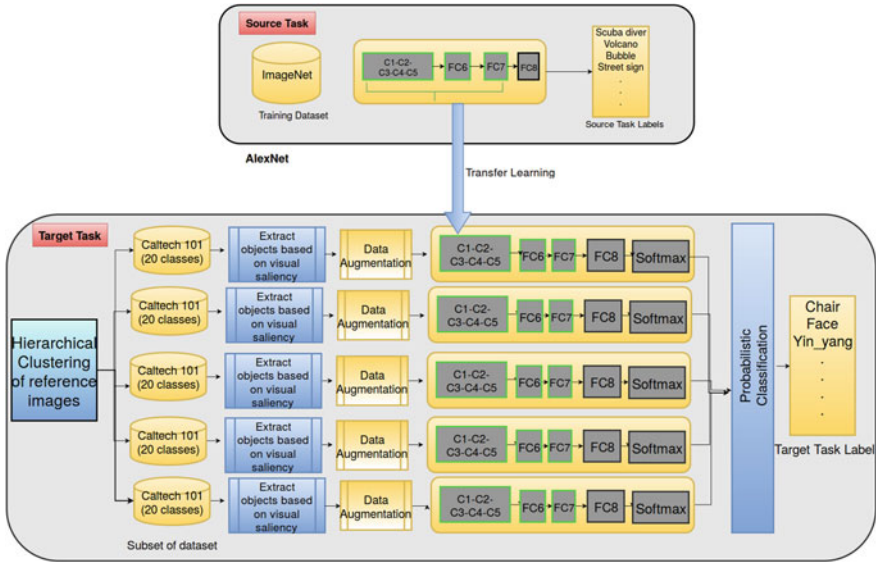 Source Task
ImageNet
Training Dataset
C1-C2-
C3-C4-C5
FC6
FC7
FC8
Scuba diver
Volcano
Bubble
Street sign
.
.
.
Source Task Labels
AlexNet
Transfer Learning
Target Task
Hierarchical
Clustering
of reference
images
Caltech 101
(20 classes)
Extract
objects based
on visual
saliency
Data
Augmentation
C1-C2-
C3-C4-C5
FC6
FC7
FC8
Softmax
Caltech 101
(20 classes)
Extract
objects based
on visual
saliency
Data
Augmentation
C1-C2-
C3-C4-C5
FC6
FC7
FC8
Softmax
Caltech 101
(20 classes)
Extract
objects based
on visual
saliency
Data
Augmentation
C1-C2-
C3-C4-C5
FC6
FC7
FC8
Softmax
Caltech 101
(20 classes)
Extract
objects based
on visual
saliency
Data
Augmentation
C1-C2-
C3-C4-C5
FC6
FC7
FC8
Softmax
Caltech 101
(20 classes)
Extract
objects based
on visual
saliency
Data
Augmentation
C1-C2-
C3-C4-C5
FC6
FC7
FC8
Softmax
Subset of dataset
Probabilistic
Classification
Chair
Face
Yin_yang
.
.
.
.
Target Task Label